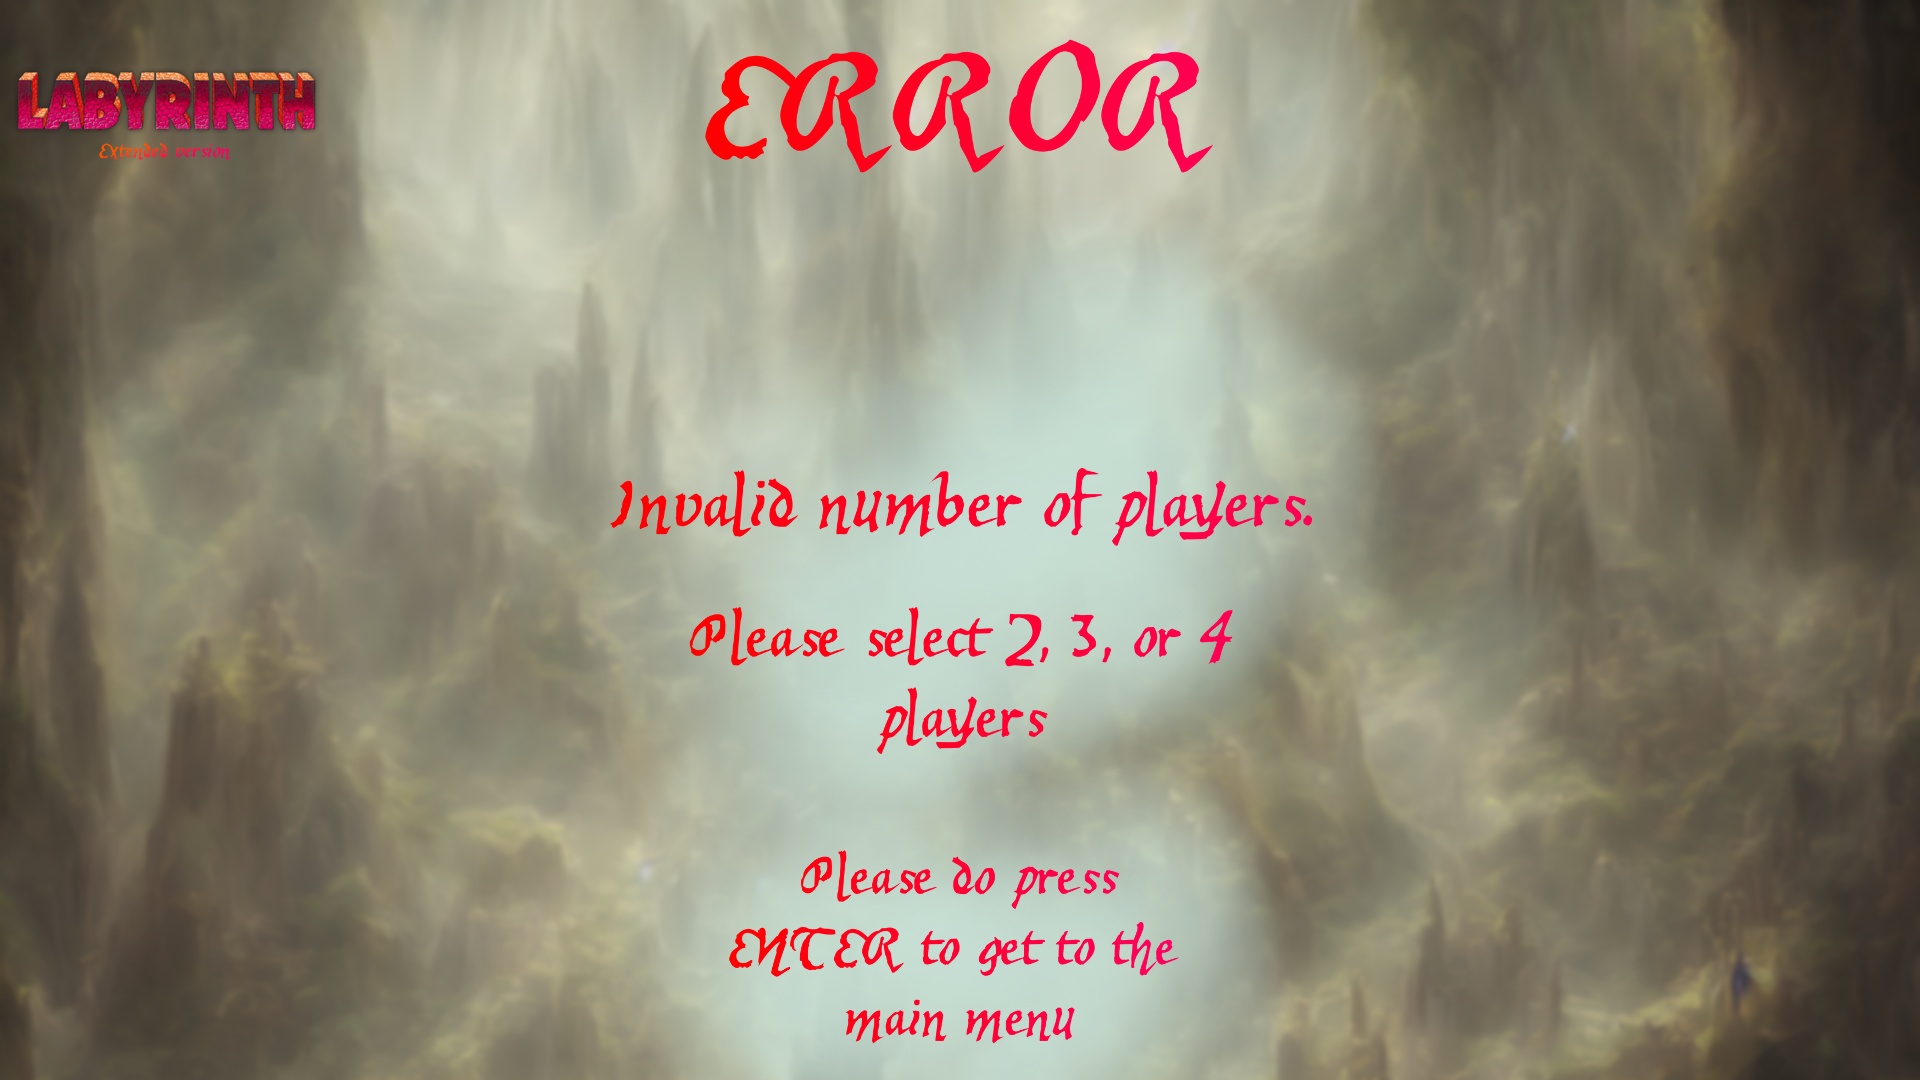 ERROR
LABYRINTH
Extended version
Invalid number of players.
Please select 2, 3, or 4
players
Please do press
ENTER to get to the
main menu